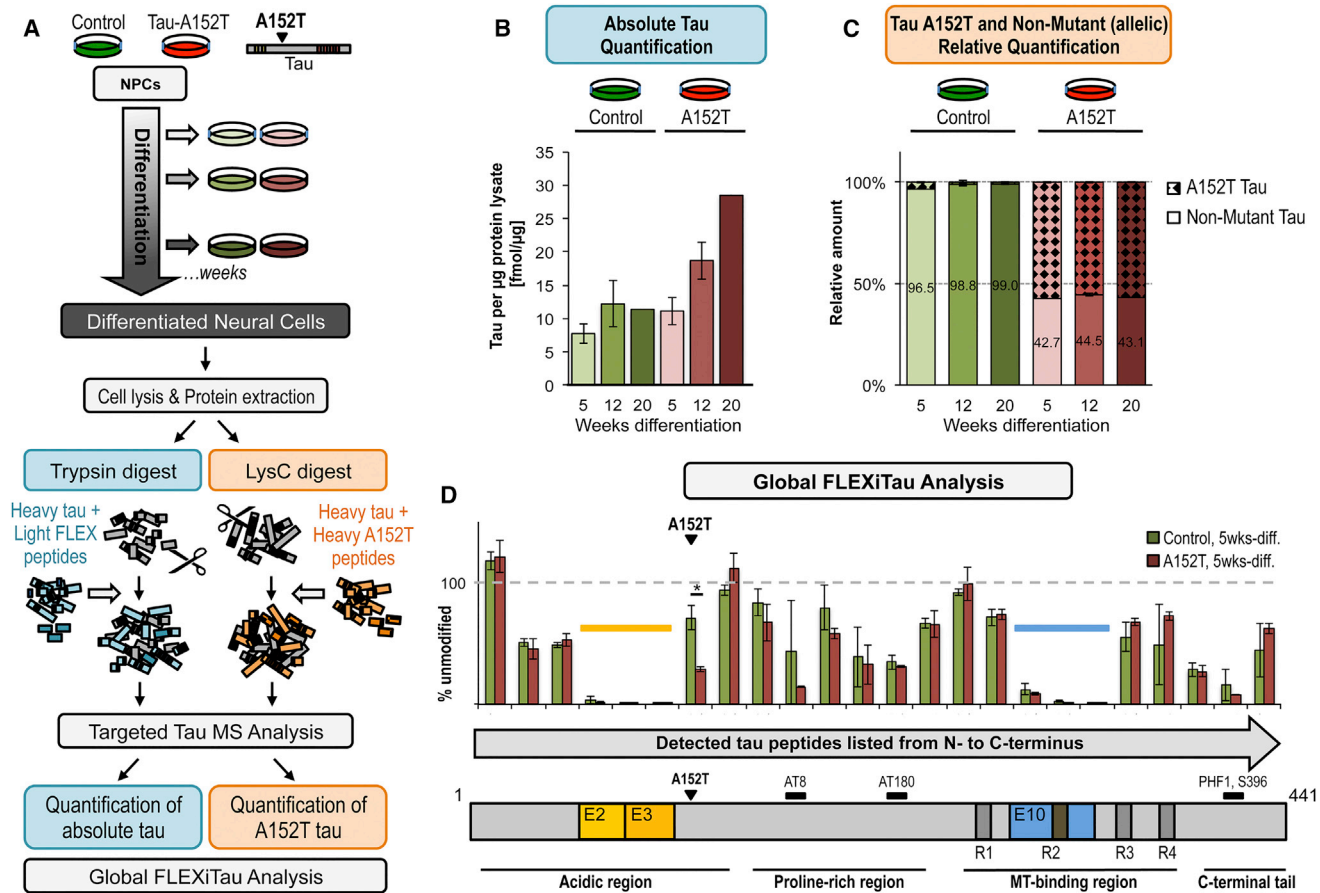 A
Control
Tau-A152T
A152T
Tau
NPCs
Differentiation
...weeks
Differentiated Neural Cells
Cell lysis & Protein extraction
Trypsin digest
LysC digest
Heavy tau +
Light FLEX
peptides
Heavy tau +
Heavy A152T
peptides
Targeted Tau MS Analysis
Quantification of
absolute tau
Quantification of
A152T tau
Global FLEXiTau Analysis
B
Absolute Tau
Quantification
Control
A152T
Tau per µg protein lysate
[fmol/µg]
35
30
25
20
15
10
5
0
5 12 20 5 12 20
Weeks differentiation
C
Tau A152T and Non-Mutant (allelic)
Relative Quantification
Control
A152T
Relative amount
100%
50%
0%
96.5 98.8 99.0 42.7 44.5 43.1
A152T Tau
Non-Mutant Tau
5 12 20 5 12 20
Weeks differentiation
D
Global FLEXiTau Analysis
A152T
Control, 5wks-diff.
A152T, 5wks-diff.
% unmodified
100
*
Detected tau peptides listed from N- to C-terminus
1
A152T
AT8
AT180
PHF1, S396
441
E2
E3
E10
R1
R2
R3
R4
Acidic region
Proline-rich region
MT-binding region
C-terminal tail